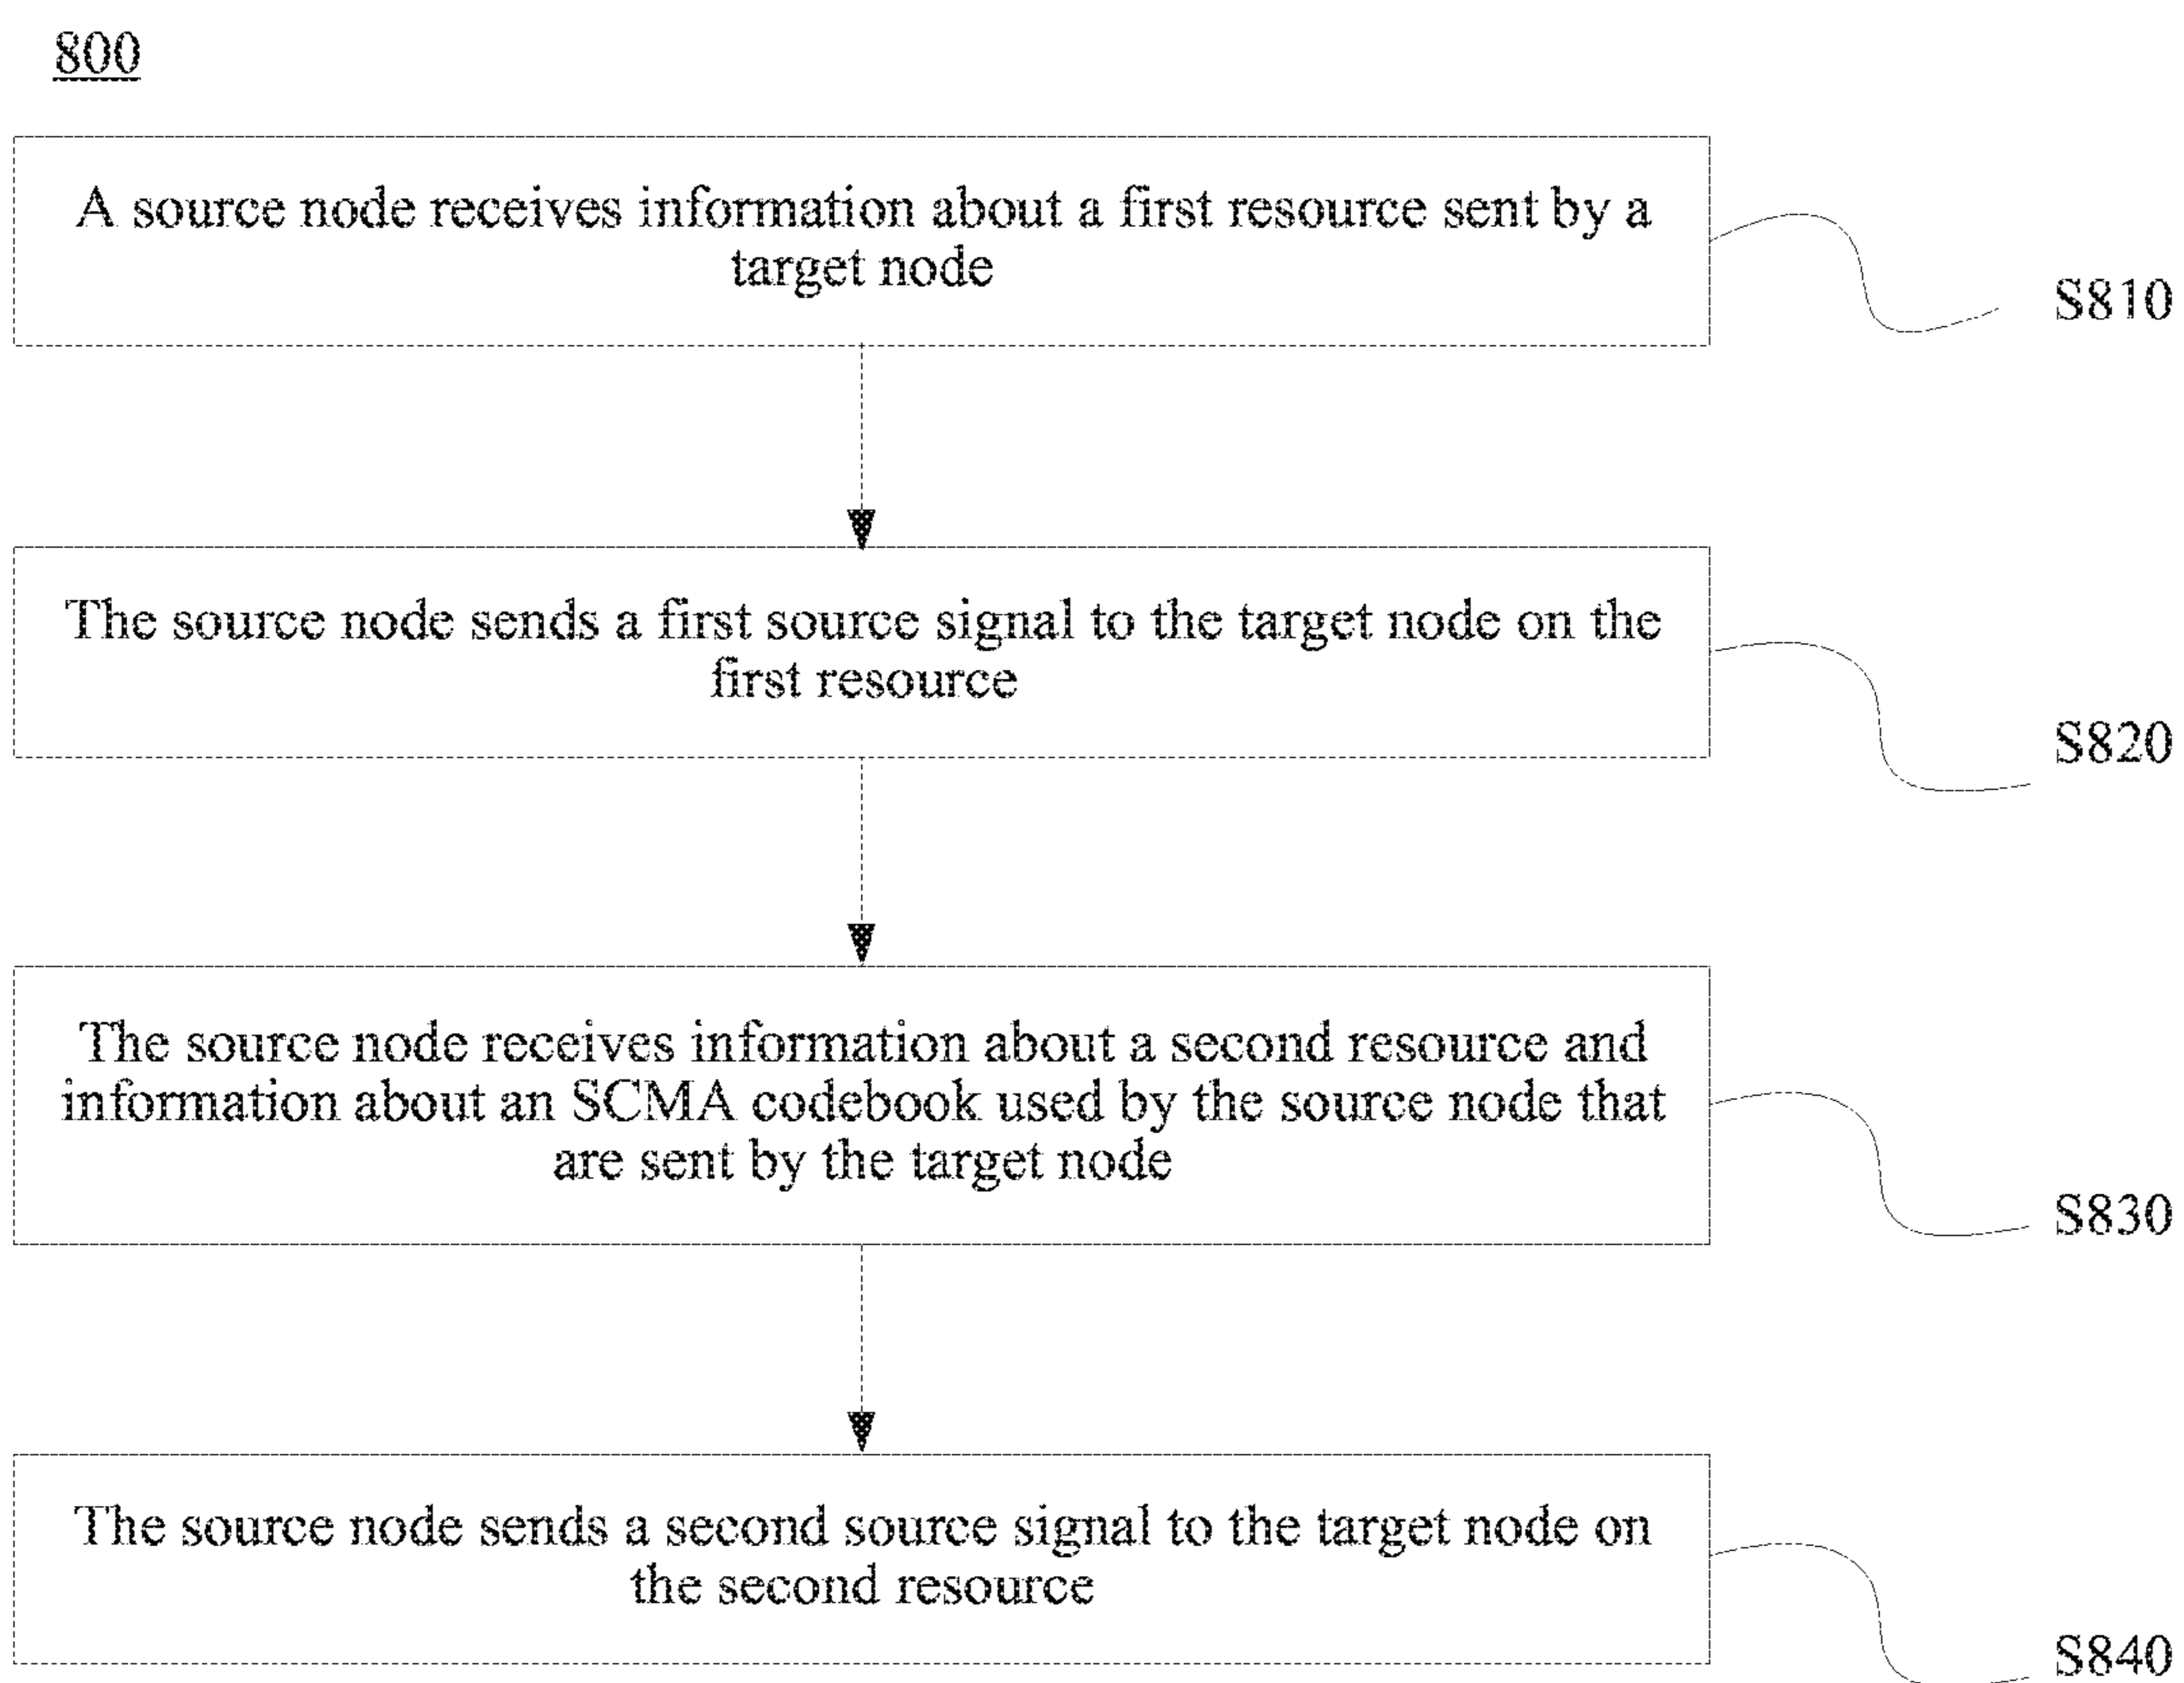 800
A source node receives information about a first resource sent by a
target node
S810
The source node sends a first source signal to the target node on the
first resource
S820
The source node receives information about a second resource and
information about an SCMA codebook used by the source node that
are sent by the target node
S830
The source node sends a second source signal to the target node on
the second resource
S840